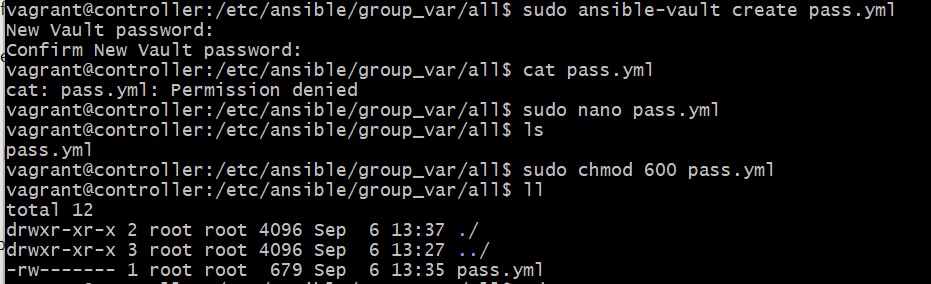 vagrant@controller:/etc/ansible/group_var/all$ sudo ansible-vault create pass.yml
New Vault password:
Confirm New Vault password:
vagrant@controller:/etc/ansible/group_var/all$ cat pass.yml
cat: pass.yml: Permission denied
vagrant@controller:/etc/ansible/group_var/all$ sudo nano pass.yml
vagrant@controller:/etc/ansible/group_var/all$ ls
pass.yml
vagrant@controller:/etc/ansible/group_var/all$ sudo chmod 600 pass.yml
vagrant@controller:/etc/ansible/group_var/all$ ll
total 12
drwxr-xr-x 2 root root 4096 Sep  6 13:37 ./
drwxr-xr-x 3 root root 4096 Sep  6 13:27 ../
-rw------- 1 root root  679 Sep  6 13:35 pass.yml